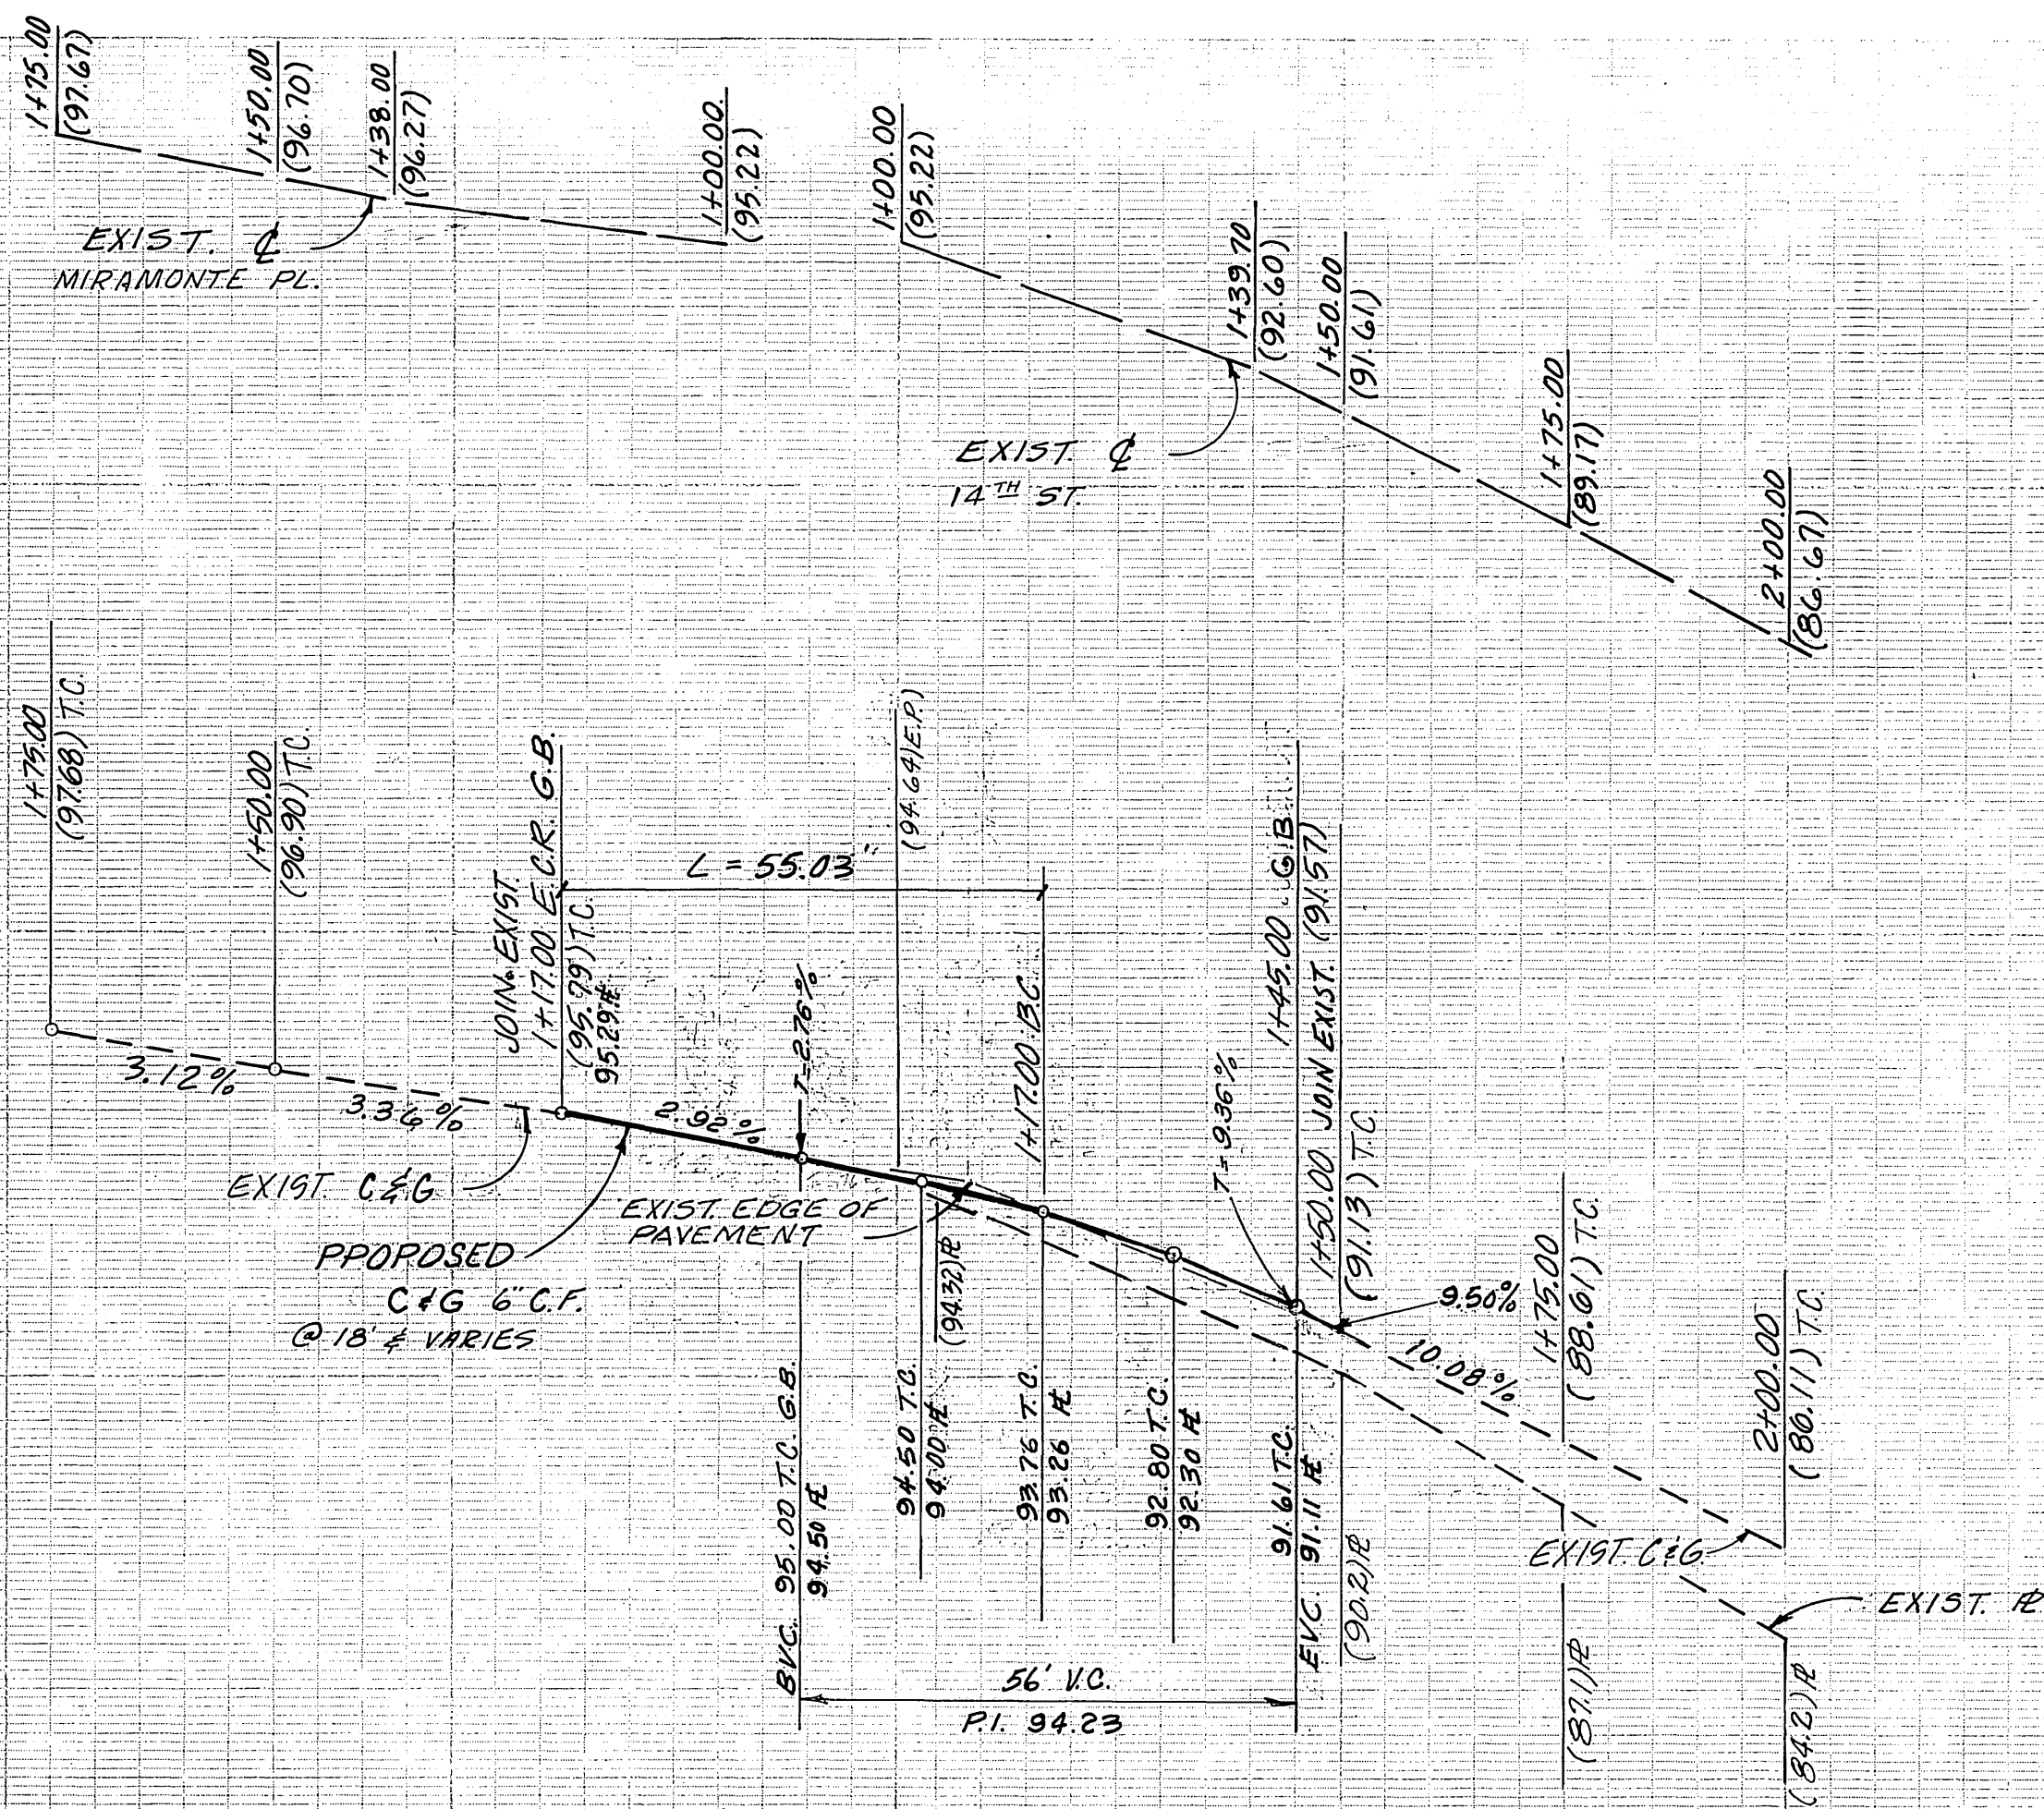 1+75.00
(97.67)
1+50.00
(96.70)
1+38.00
(96.27)
1+00.00.
(95.22)
1+00.00
(95.22)
1+39.70
(92.60)
1+50.00
(91.61)
1+75.00
(89.17)
2+00.00
(86.67)
EXIST. ℄
MIRAMONTE PL.
EXIST. ℄
14TH ST.
1+75.00
(97.68) T.C.
1+50.00
(96.90) T.C.
JOIN EXIST.
1+17.00 E.C.R. G.B.
(95.79) T.C.
95.29 ℄
L = 55.03"
(94.64)E.P.)
1+17.00 BC
T=2.76%
T=9.36%
1+45.00 G.B.
1+50.00 JOIN EXIST. (91.57)
(91.13) T.C.
1+75.00
(88.61) T.C.
2+00.00
(86.11) T.C.
3.12%
3.36%
2.92%
9.50%
10.08%
EXIST. C&G
PPOPOSED
C&G 6" C.F.
@ 18' & VARIES
EXIST. EDGE OF
PAVEMENT
BVC. 95.00 T.C. G.B.
94.50
94.50 T.C.
94.00
(94.32)
93.76 T.C.
93.26
92.80 T.C.
92.30
91.61 T.C.
EVC. 91.11
(90.2)
(87.1)
(84.2)
EXIST. C&G
EXIST.
56' V.C.
P.I. 94.23